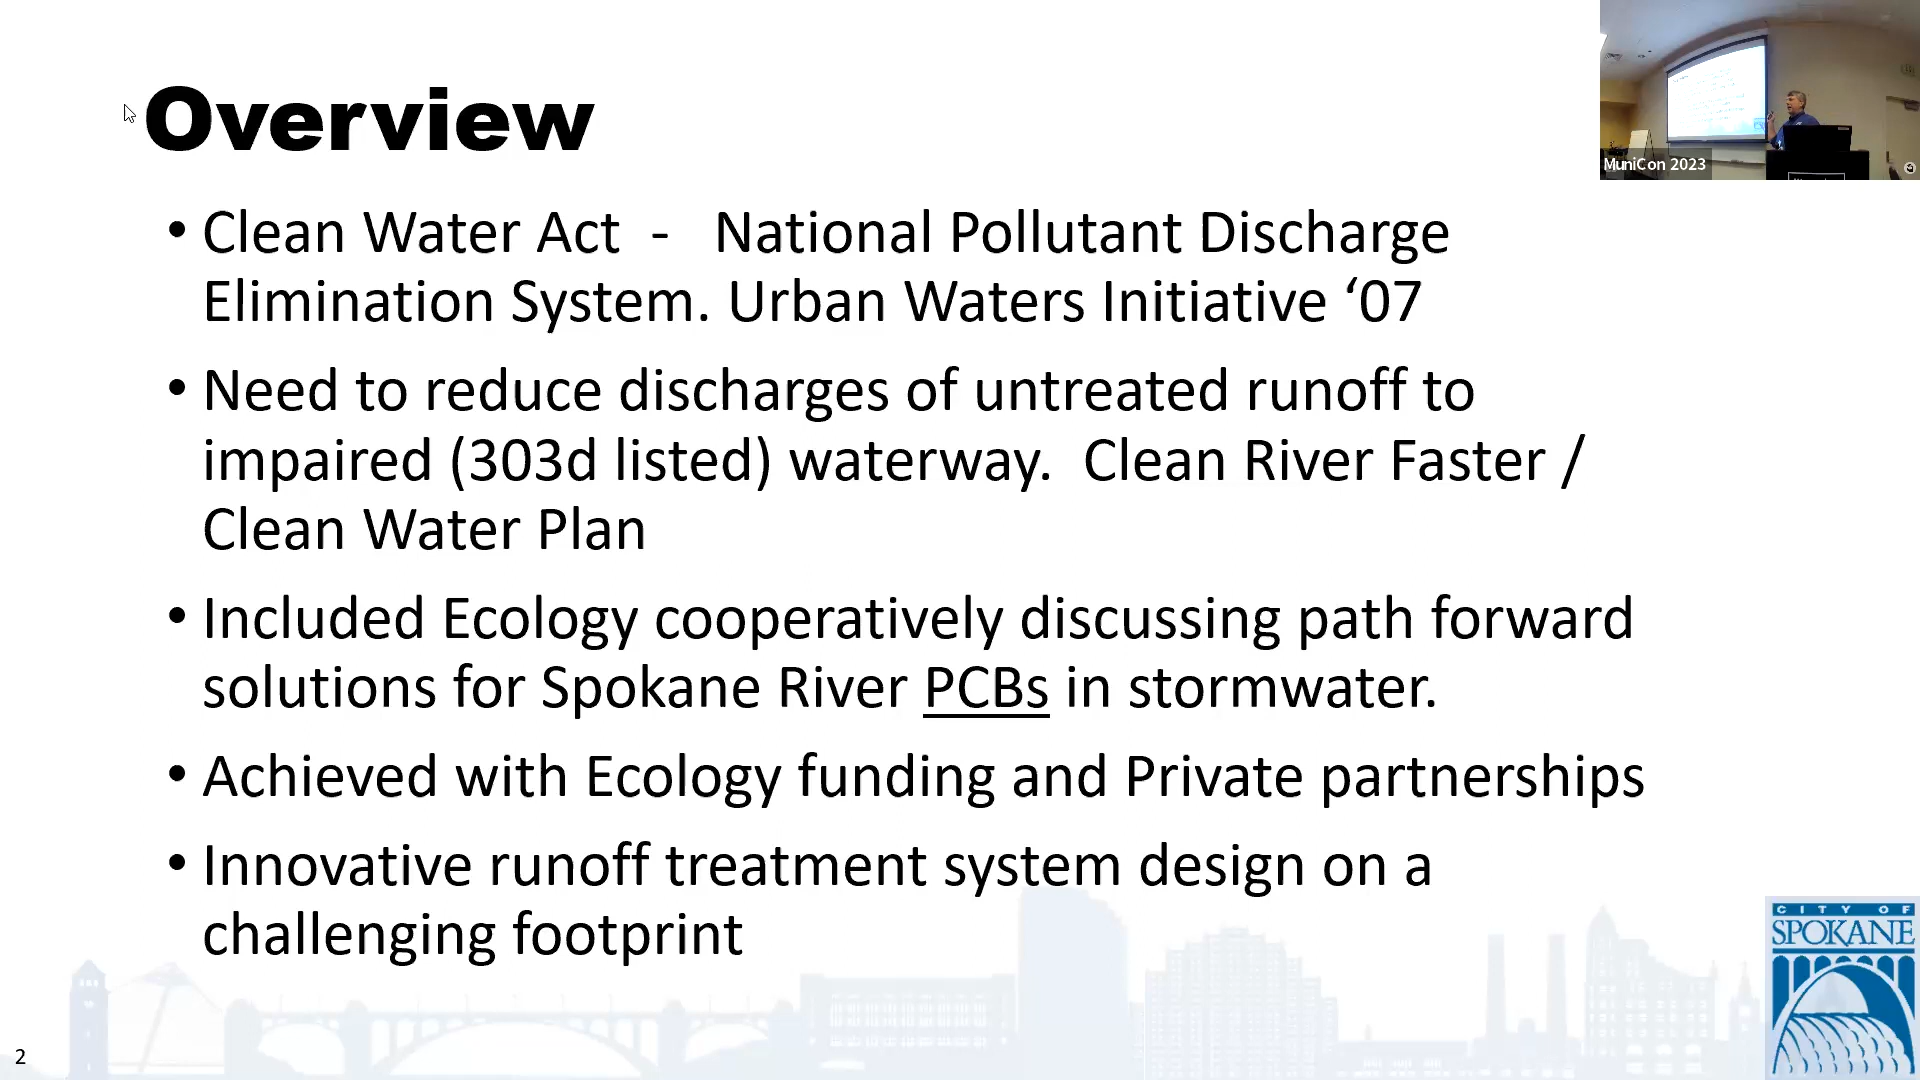 Overview
MuniCon 2023
• Clean Water Act  -   National Pollutant Discharge
Elimination System. Urban Waters Initiative ‘07
• Need to reduce discharges of untreated runoff to
impaired (303d listed) waterway.  Clean River Faster /
Clean Water Plan
• Included Ecology cooperatively discussing path forward
solutions for Spokane River PCBs in stormwater.
• Achieved with Ecology funding and Private partnerships
• Innovative runoff treatment system design on a
challenging footprint
CITY OF
SPOKANE
2